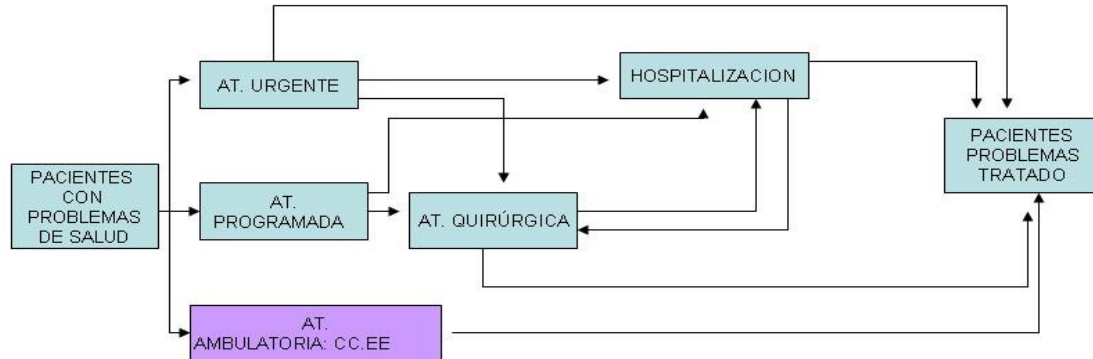 PACIENTES
CON
PROBLEMAS
DE SALUD
AT. URGENTE
AT.
PROGRAMADA
AT.
AMBULATORIA: CC.EE
AT. QUIRÚRGICA
HOSPITALIZACION
PACIENTES
PROBLEMAS
TRATADO